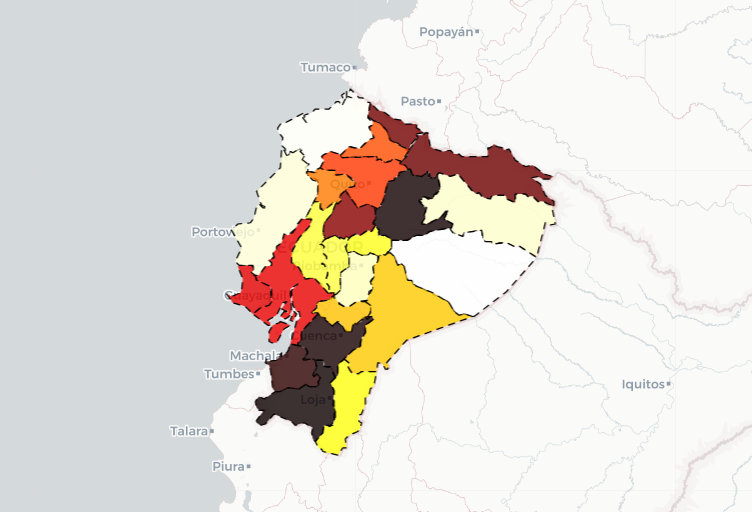 Popayán
Tumaco
Pasto
Quito
Portoviejo
ECUADOR
Riobamba
Guayaquil
Cuenca
Machala
Tumbes
Iquitos
Loja
Talara
Piura